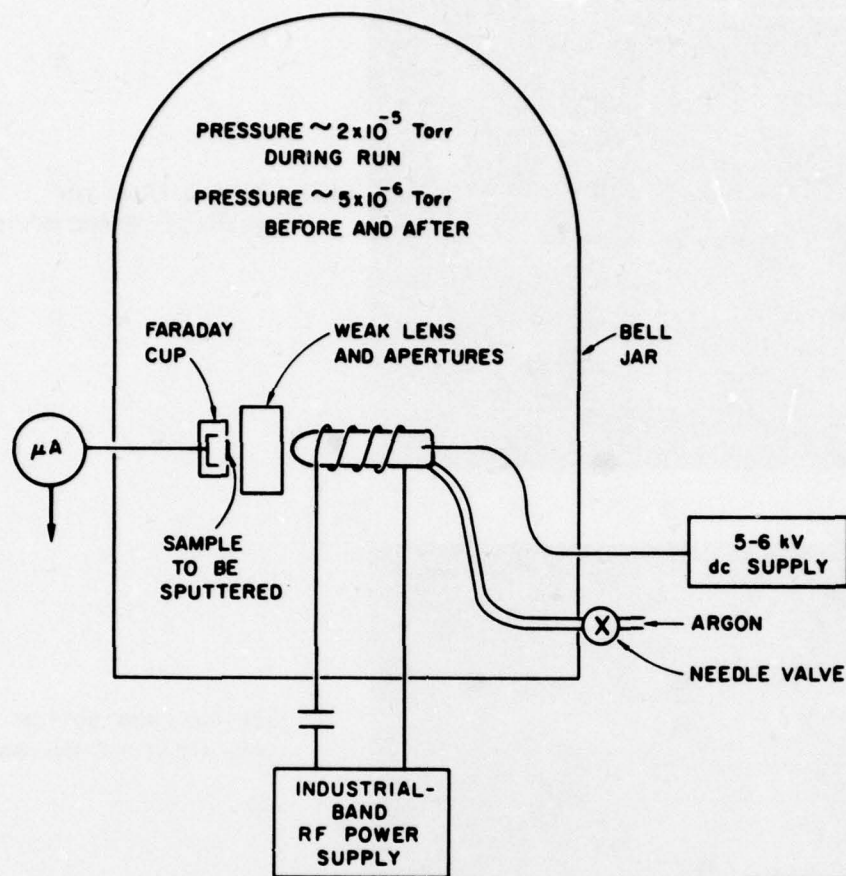 PRESSURE ~ 2x10⁻⁵ Torr
DURING RUN
PRESSURE ~ 5x10⁻⁶ Torr
BEFORE AND AFTER
FARADAY
CUP
WEAK LENS
AND APERTURES
BELL
JAR
μA
SAMPLE
TO BE
SPUTTERED
5-6 kV
dc SUPPLY
X
ARGON
NEEDLE VALVE
INDUSTRIAL-
BAND
RF POWER
SUPPLY